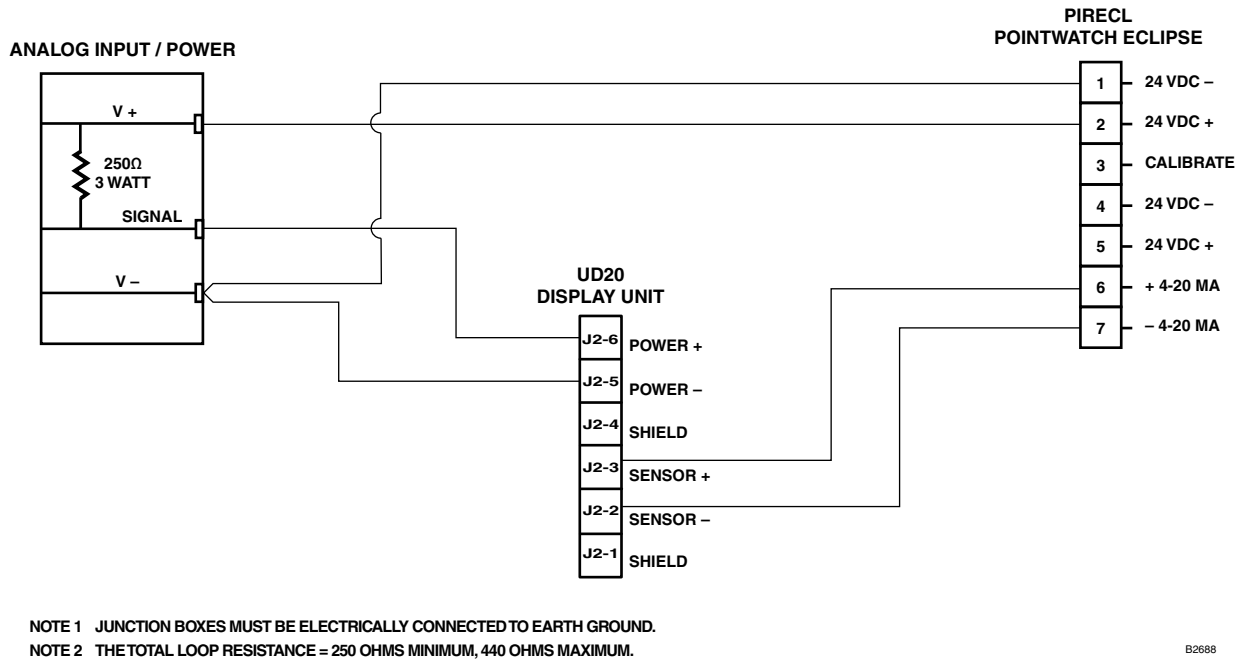 PIRECL
POINTWATCH ECLIPSE
ANALOG INPUT / POWER
V +
250Ω
3 WATT
SIGNAL
V –
1 24 VDC –
2 24 VDC +
3 CALIBRATE
4 24 VDC –
5 24 VDC +
6 + 4-20 MA
7 – 4-20 MA
UD20
DISPLAY UNIT
J2-6 POWER +
J2-5 POWER –
J2-4 SHIELD
J2-3 SENSOR +
J2-2 SENSOR –
J2-1 SHIELD
NOTE 1 JUNCTION BOXES MUST BE ELECTRICALLY CONNECTED TO EARTH GROUND.
NOTE 2 THE TOTAL LOOP RESISTANCE = 250 OHMS MINIMUM, 440 OHMS MAXIMUM.
B2688